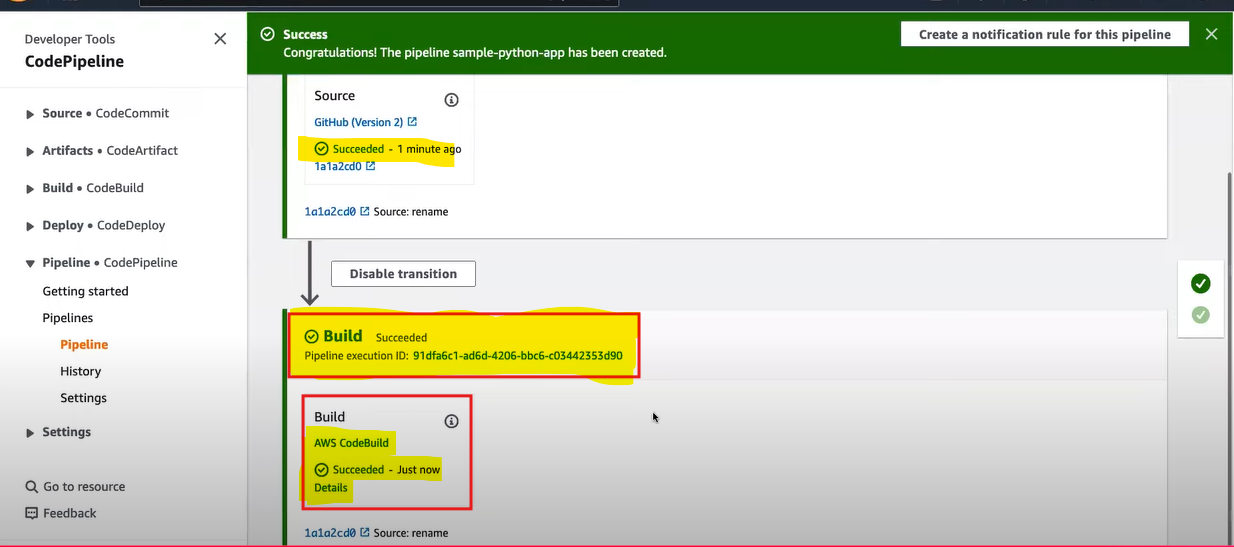 Developer Tools
CodePipeline
Source • CodeCommit
Artifacts • CodeArtifact
Build • CodeBuild
Deploy • CodeDeploy
Pipeline • CodePipeline
Getting started
Pipelines
Pipeline
History
Settings
Settings
Go to resource
Feedback
Success
Congratulations! The pipeline sample-python-app has been created.
Create a notification rule for this pipeline
Source
GitHub (Version 2)
Succeeded - 1 minute ago
1a1a2cd0
1a1a2cd0 Source: rename
Disable transition
Build Succeeded
Pipeline execution ID: 91dfa6c1-ad6d-4206-bbc6-c03442353d90
Build
AWS CodeBuild
Succeeded - Just now
Details
1a1a2cd0 Source: rename